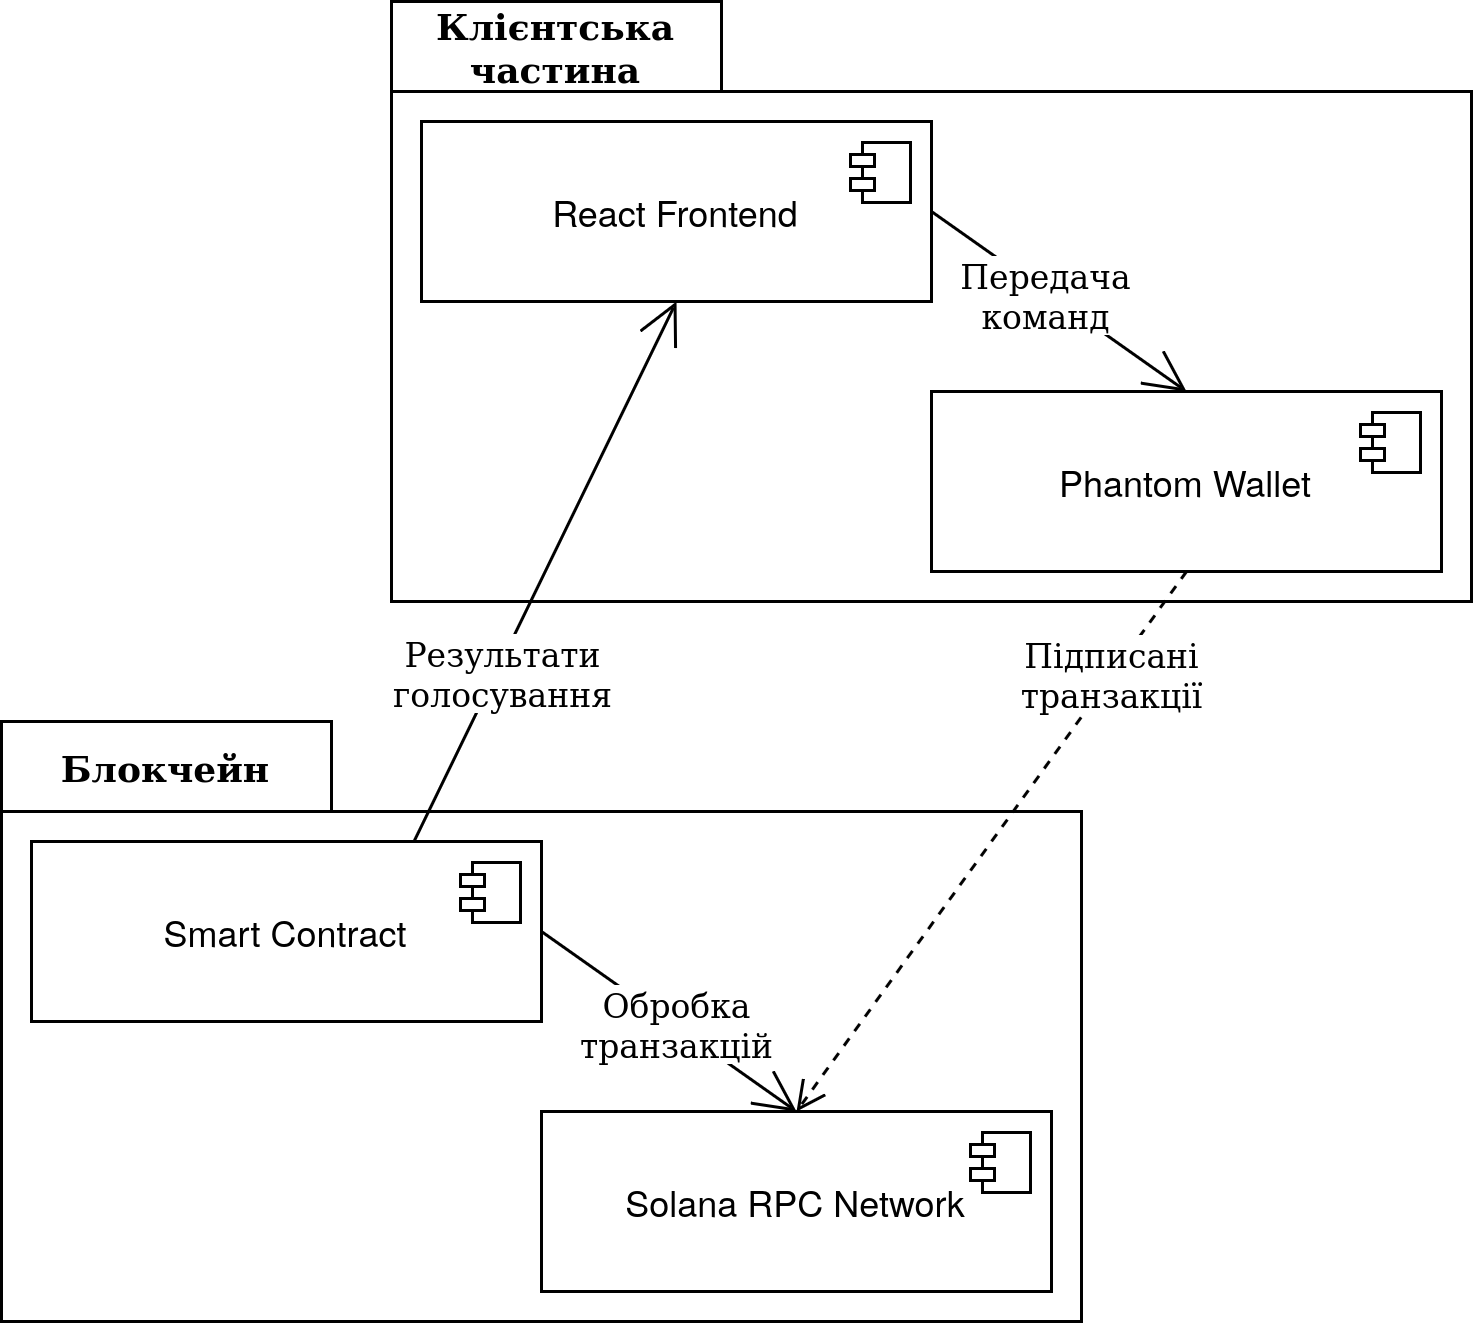 Клієнтська
частина
React Frontend
Передача
команд
Phantom Wallet
Результати
голосування
Підписані
транзакції
Блокчейн
Smart Contract
Обробка
транзакцій
Solana RPC Network